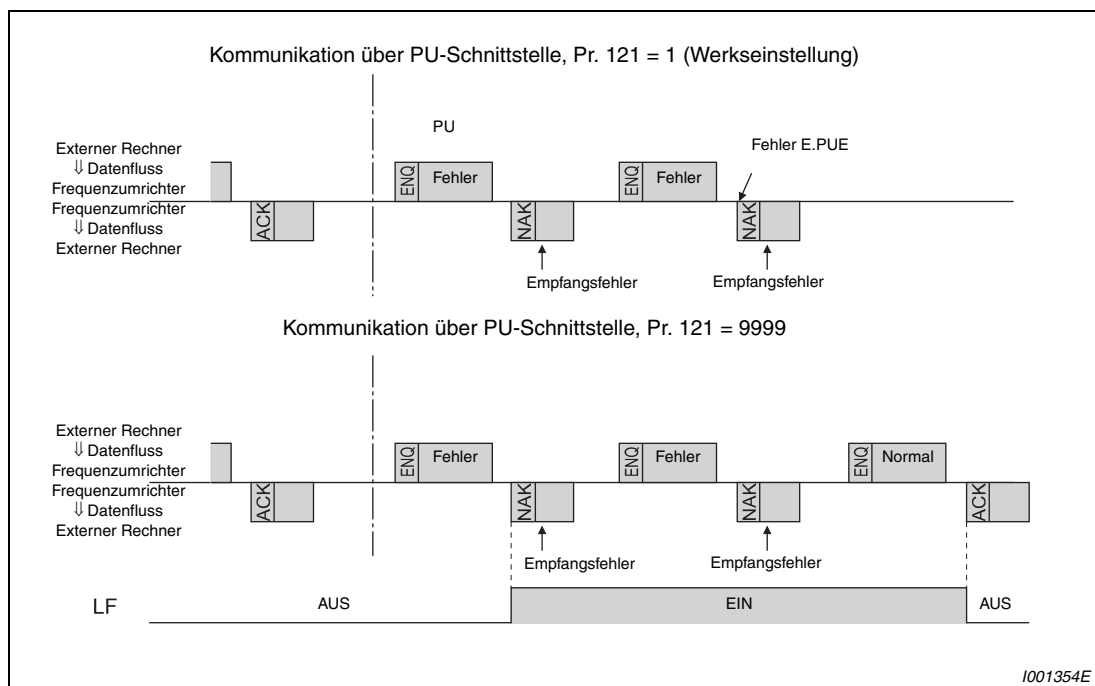 Kommunikation über PU-Schnittstelle, Pr. 121 = 1 (Werkseinstellung)
PU
Fehler E.PUE
Externer Rechner
⇓ Datenfluss
Frequenzumrichter
Frequenzumrichter
⇓ Datenfluss
Externer Rechner
ENQ Fehler ENQ Fehler
ACK NAK NAK
Empfangsfehler Empfangsfehler
Kommunikation über PU-Schnittstelle, Pr. 121 = 9999
Externer Rechner
⇓ Datenfluss
Frequenzumrichter
Frequenzumrichter
⇓ Datenfluss
Externer Rechner
ENQ Fehler ENQ Fehler ENQ Normal
ACK NAK NAK ACK
Empfangsfehler Empfangsfehler
LF AUS EIN AUS
I001354E